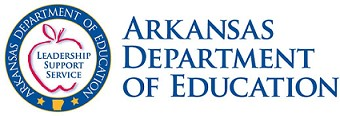 ARKANSAS DEPARTMENT OF EDUCATION
LEADERSHIP
SUPPORT
SERVICE
ARKANSAS
DEPARTMENT
OF EDUCATION